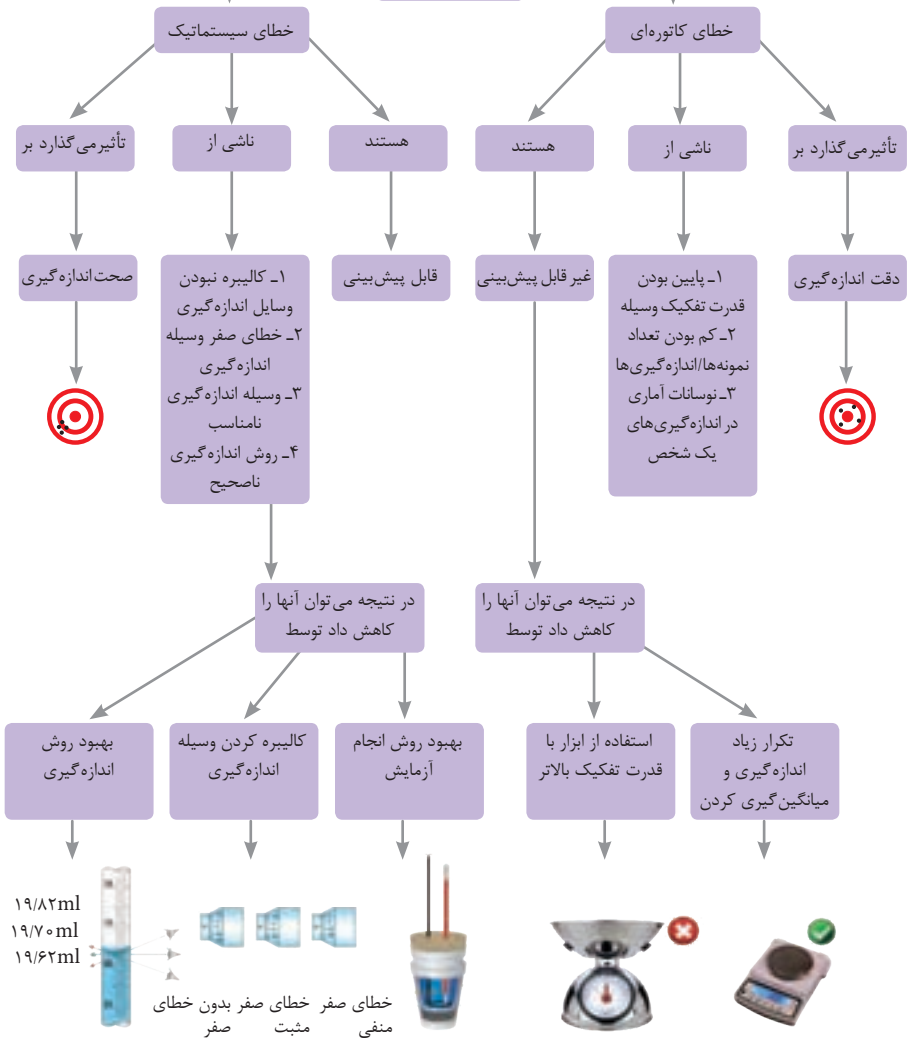 خطای کاتوره‌ای
خطای سیستماتیک
تأثیرمی‌گذارد بر
ناشی از
هستند
هستند
ناشی از
تأثیرمی‌گذارد بر
دقت اندازه‌گیری
۱ـ پایین بودن
قدرت تفکیک وسیله
۲ـ کم بودن تعداد
نمونه‌ها/اندازه‌گیری‌ها
۳ـ نوسانات آماری
در اندازه‌گیری‌های
یک شخص
غیر قابل پیش‌بینی
قابل پیش‌بینی
۱ـ کالیبره نبودن
وسایل اندازه‌گیری
۲ـ خطای صفر وسیله
اندازه‌گیری
۳ـ وسیله اندازه‌گیری
نامناسب
۴ـ روش اندازه‌گیری
ناصحیح
صحت‌اندازه‌گیری
در نتیجه می‌توان آنها را
کاهش داد توسط
در نتیجه می‌توان آنها را
کاهش داد توسط
تکرار زیاد
اندازه‌گیری و
میانگین‌گیری کردن
استفاده از ابزار با
قدرت تفکیک بالاتر
بهبود روش انجام
آزمایش
کالیبره کردن وسیله
اندازه‌گیری
بهبود روش
اندازه‌گیری
۱۹/۸۲ml
۱۹/۷۰ml
۱۹/۶۲ml
خطای صفر
منفی
خطای صفر
مثبت
بدون خطای
صفر